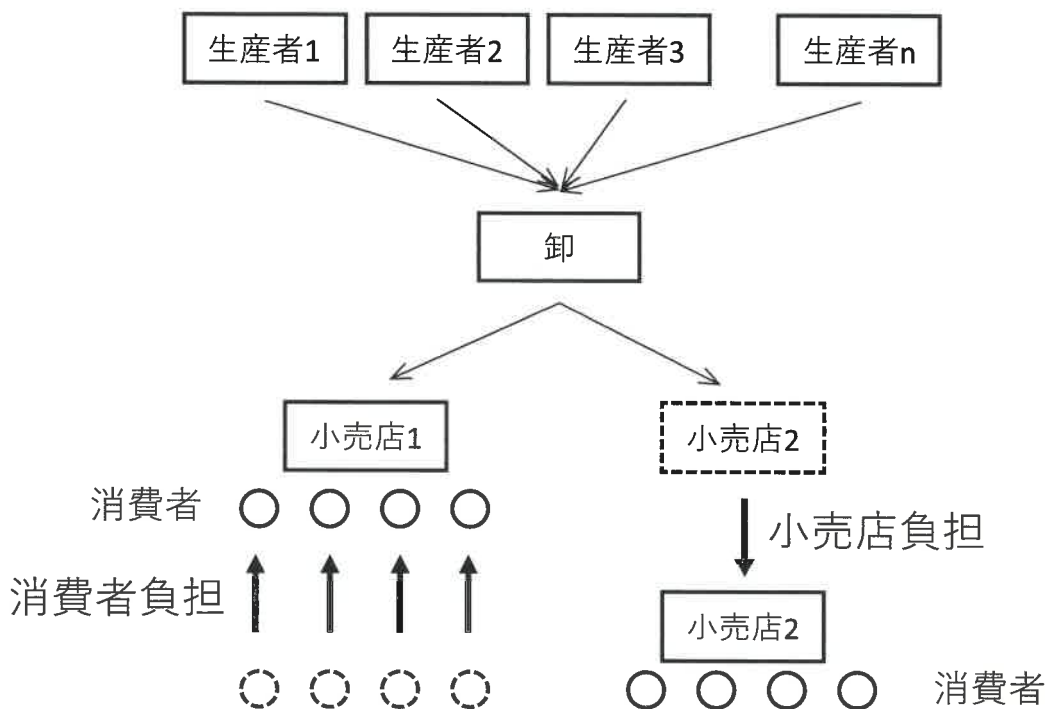 生産者1
生産者2
生産者3
生産者n
卸
小売店1
小売店2
消費者
小売店負担
消費者負担
小売店2
消費者